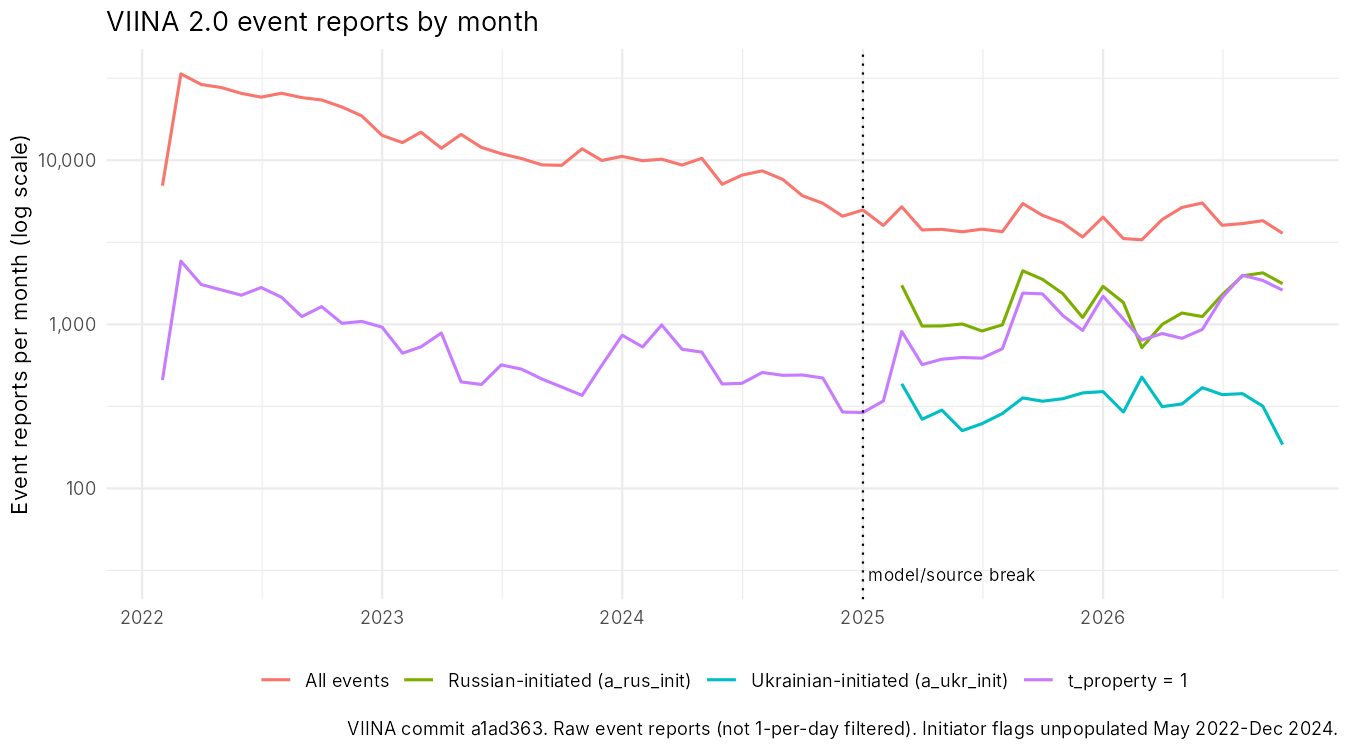 VIINA 2.0 event reports by month
Event reports per month (log scale)
10,000
1,000
100
model/source break
2022 2023 2024 2025 2026
All events Russian-initiated (a_rus_init) Ukrainian-initiated (a_ukr_init) t_property = 1
VIINA commit a1ad363. Raw event reports (not 1-per-day filtered). Initiator flags unpopulated May 2022-Dec 2024.